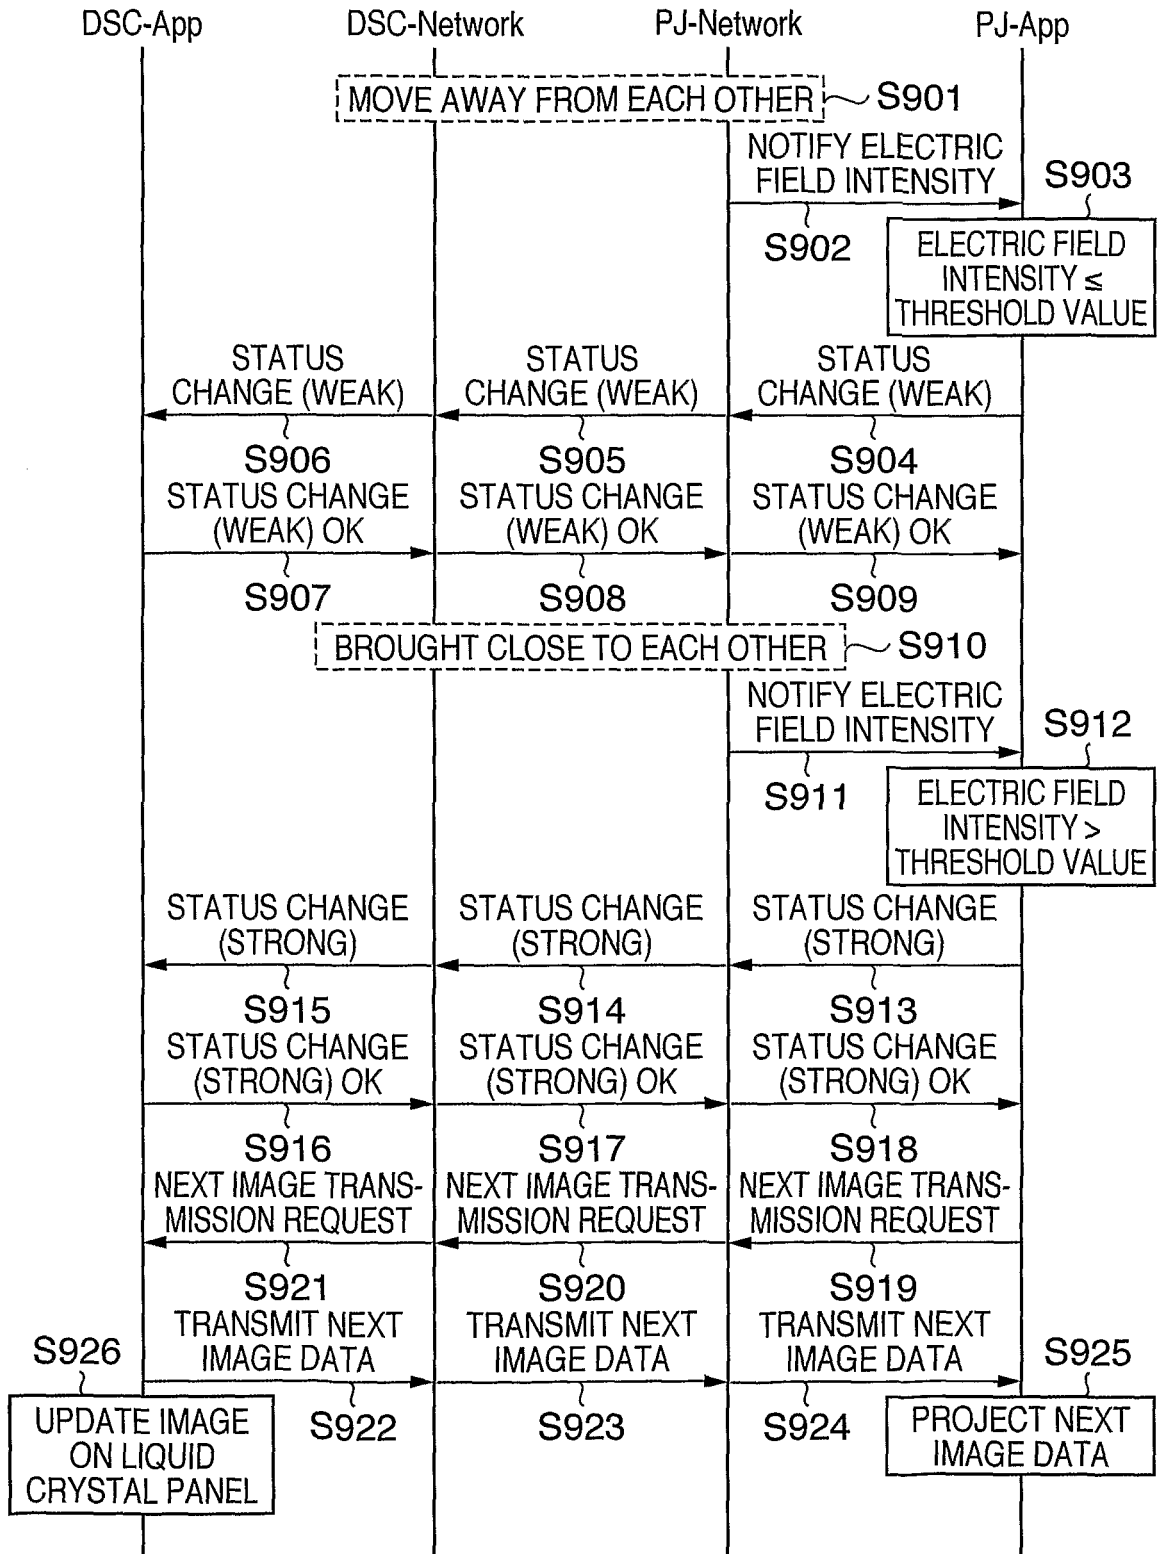 DSC-App DSC-Network PJ-Network PJ-App
MOVE AWAY FROM EACH OTHER S901
NOTIFY ELECTRIC
FIELD INTENSITY
S902
S903
ELECTRIC FIELD
INTENSITY ≦
THRESHOLD VALUE
STATUS
CHANGE (WEAK)
S906
STATUS
CHANGE (WEAK)
S905
STATUS
CHANGE (WEAK)
S904
STATUS CHANGE
(WEAK) OK
S907
STATUS CHANGE
(WEAK) OK
S908
STATUS CHANGE
(WEAK) OK
S909
BROUGHT CLOSE TO EACH OTHER S910
NOTIFY ELECTRIC
FIELD INTENSITY
S911
S912
ELECTRIC FIELD
INTENSITY >
THRESHOLD VALUE
STATUS CHANGE
(STRONG)
S915
STATUS CHANGE
(STRONG)
S914
STATUS CHANGE
(STRONG)
S913
STATUS CHANGE
(STRONG) OK
S916
STATUS CHANGE
(STRONG) OK
S917
STATUS CHANGE
(STRONG) OK
S918
NEXT IMAGE TRANS-
MISSION REQUEST
S921
NEXT IMAGE TRANS-
MISSION REQUEST
S920
NEXT IMAGE TRANS-
MISSION REQUEST
S919
TRANSMIT NEXT
IMAGE DATA
S922
TRANSMIT NEXT
IMAGE DATA
S923
TRANSMIT NEXT
IMAGE DATA
S924
S926
UPDATE IMAGE
ON LIQUID
CRYSTAL PANEL
S925
PROJECT NEXT
IMAGE DATA